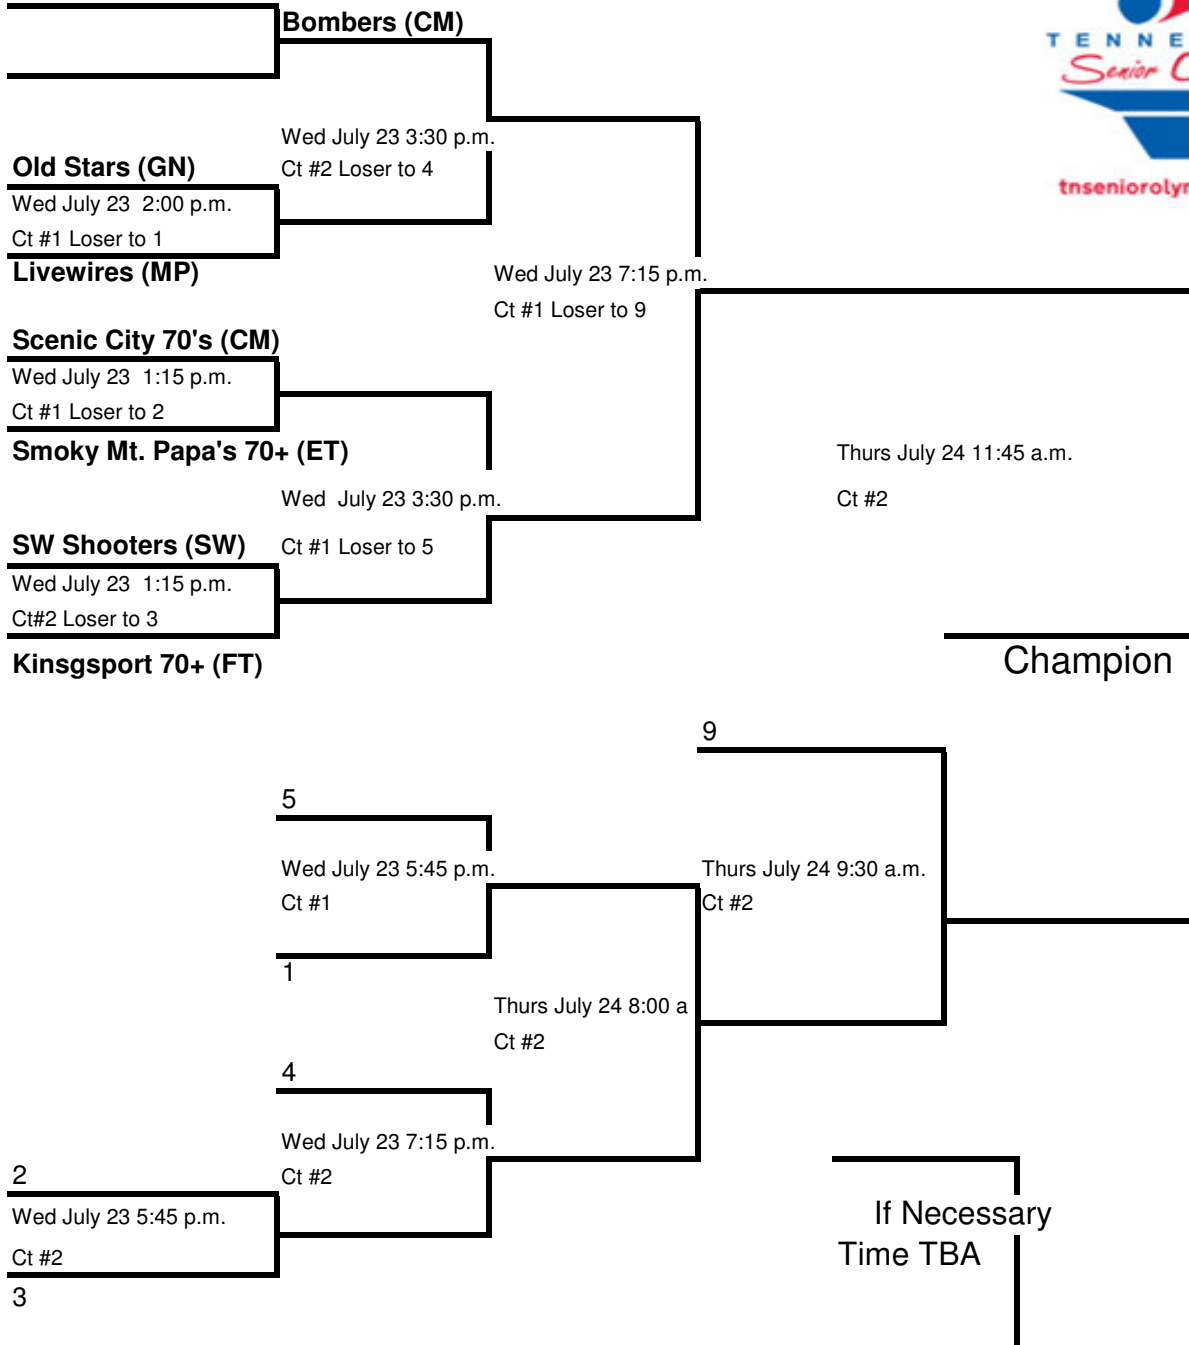 Bombers (CM)
T E N N E
Senior
tnseniorolyr
Wed July 23 3:30 p.m.
Ct #2 Loser to 4
Old Stars (GN)
Wed July 23  2:00 p.m.
Ct #1 Loser to 1
Livewires (MP)
Wed July 23 7:15 p.m.
Ct #1 Loser to 9
Scenic City 70's (CM)
Wed July 23  1:15 p.m.
Ct #1 Loser to 2
Smoky Mt. Papa's 70+ (ET)
Thurs July 24 11:45 a.m.
Ct #2
Wed  July 23 3:30 p.m.
Ct #1 Loser to 5
SW Shooters (SW)
Wed July 23  1:15 p.m.
Ct#2 Loser to 3
Kinsgsport 70+ (FT)
Champion
9
5
Wed July 23 5:45 p.m.
Ct #1
1
Thurs July 24 9:30 a.m.
Ct #2
Thurs July 24 8:00 a
Ct #2
4
Wed July 23 7:15 p.m.
Ct #2
2
Wed July 23 5:45 p.m.
Ct #2
3
If Necessary
Time TBA